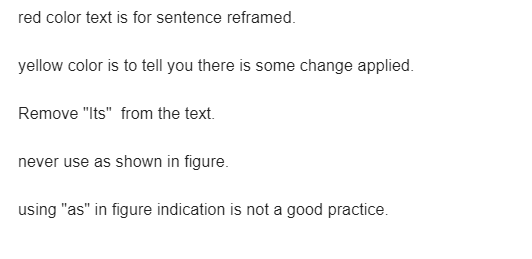 red color text is for sentence reframed.
yellow color is to tell you there is some change applied.
Remove "Its"  from the text.
never use as shown in figure.
using "as" in figure indication is not a good practice.